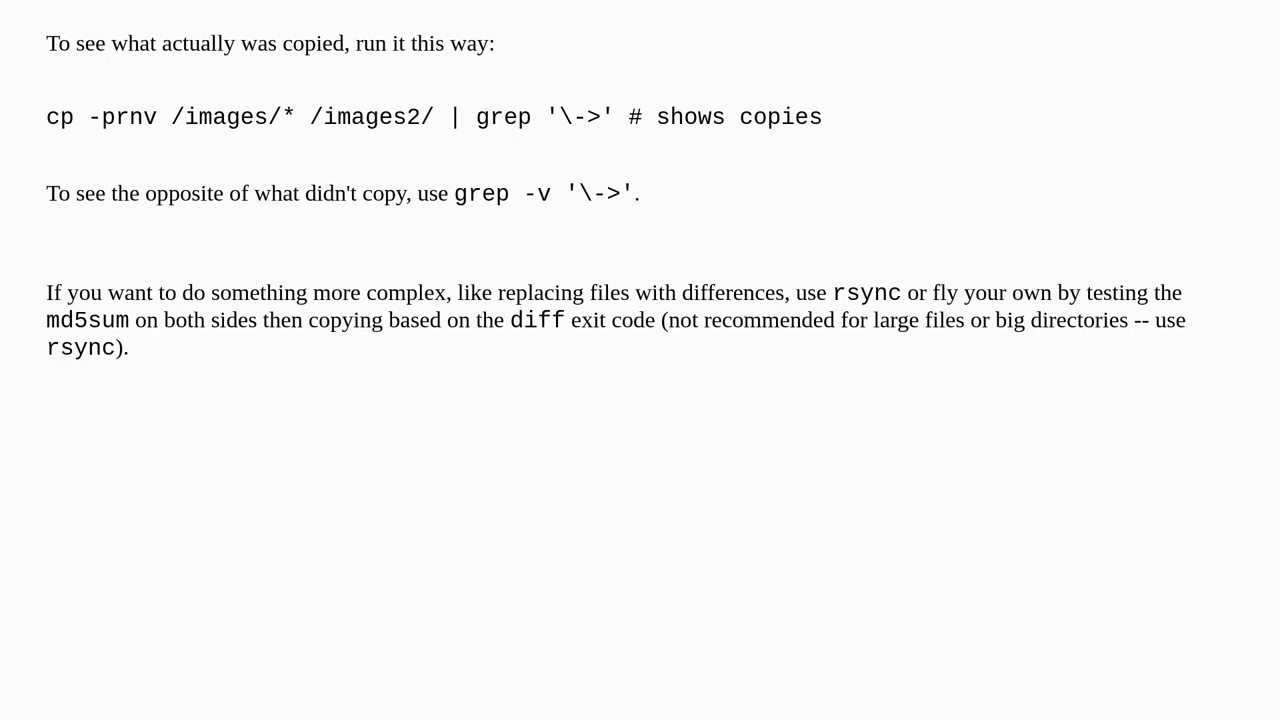 To see what actually was copied, run it this way:
cp -prnv /images/* /images2/ | grep '\->' # shows copies
To see the opposite of what didn't copy, use grep -v '\->'.
If you want to do something more complex, like replacing files with differences, use rsync or fly your own by testing the
md5sum on both sides then copying based on the diff exit code (not recommended for large files or big directories -- use
rsync).